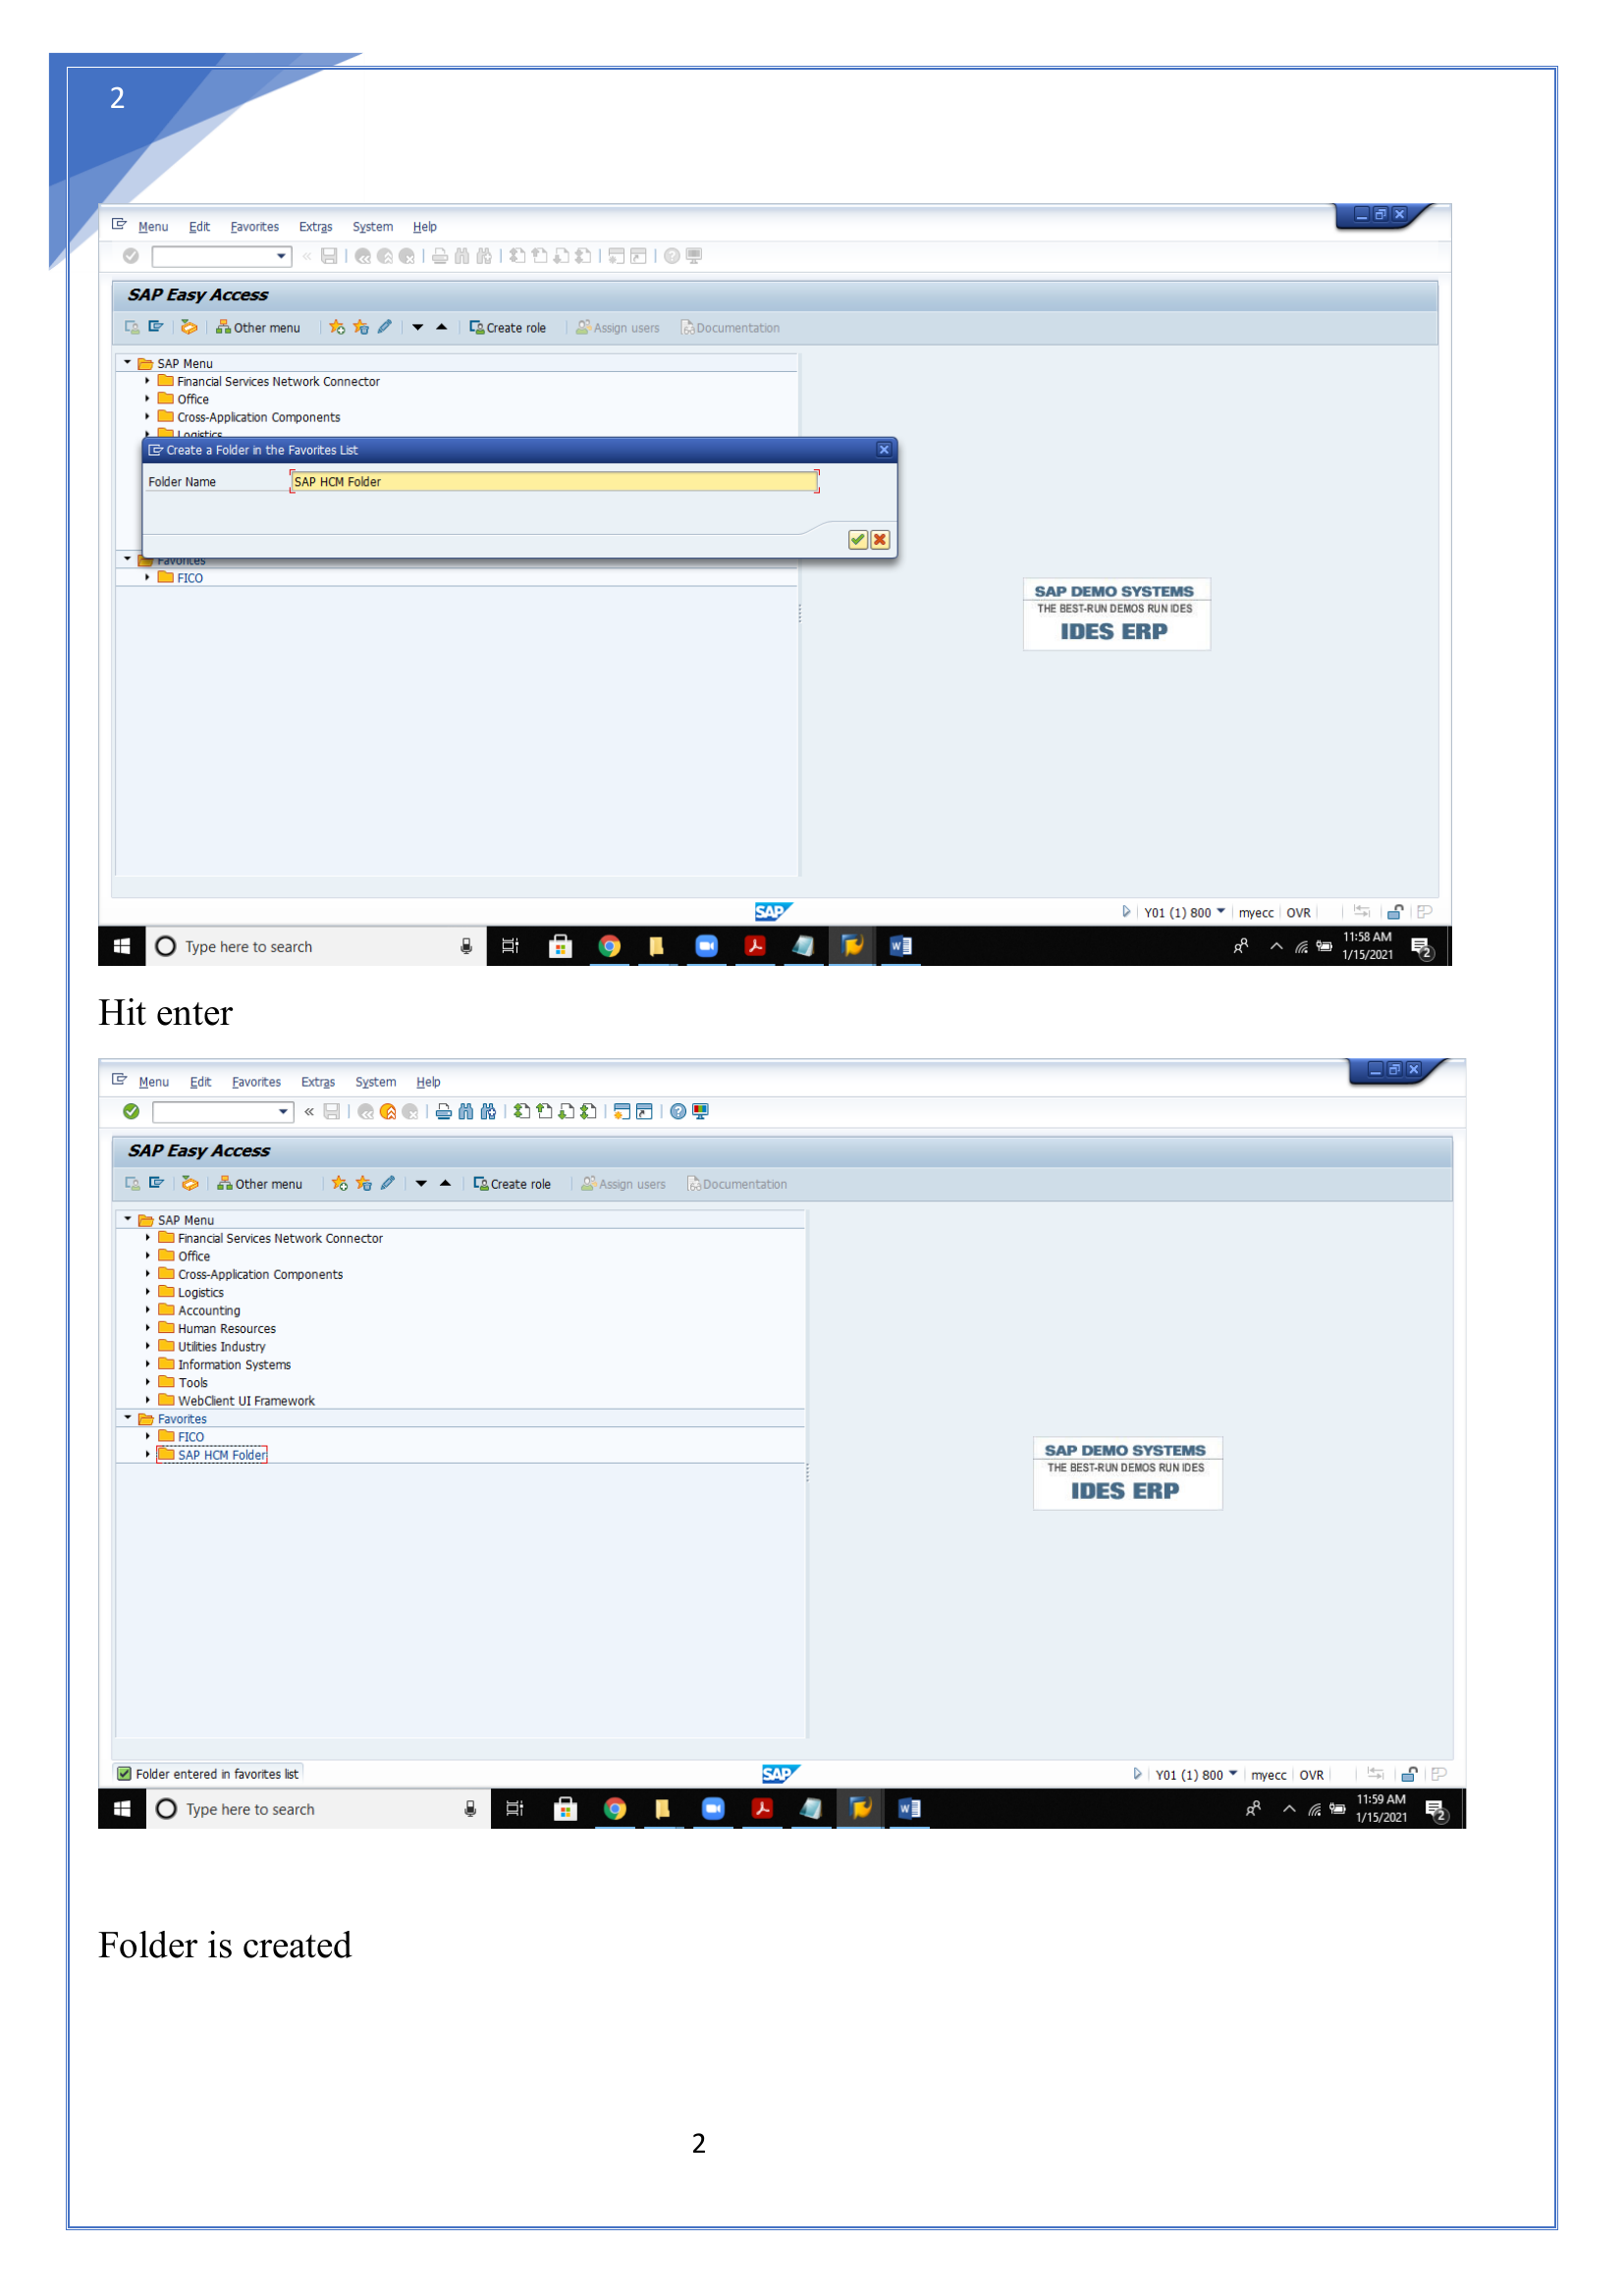 2
Menu Edit Favorites Extras System Help
SAP Easy Access
Other menu Create role Assign users Documentation
SAP Menu
Financial Services Network Connector
Office
Cross-Application Components
Logistics
Create a Folder in the Favorites List
Folder Name SAP HCM Folder
Favorites
FICO
SAP DEMO SYSTEMS
THE BEST-RUN DEMOS RUN IDES
IDES ERP
SAP Y01 (1) 800 myecc OVR
Type here to search
11:58 AM
1/15/2021
2
Hit enter
Menu Edit Favorites Extras System Help
SAP Easy Access
Other menu Create role Assign users Documentation
SAP Menu
Financial Services Network Connector
Office
Cross-Application Components
Logistics
Accounting
Human Resources
Utilities Industry
Information Systems
Tools
WebClient UI Framework
Favorites
FICO
SAP HCM Folder
SAP DEMO SYSTEMS
THE BEST-RUN DEMOS RUN IDES
IDES ERP
Folder entered in favorites list SAP Y01 (1) 800 myecc OVR
Type here to search
11:59 AM
1/15/2021
2
Folder is created
2